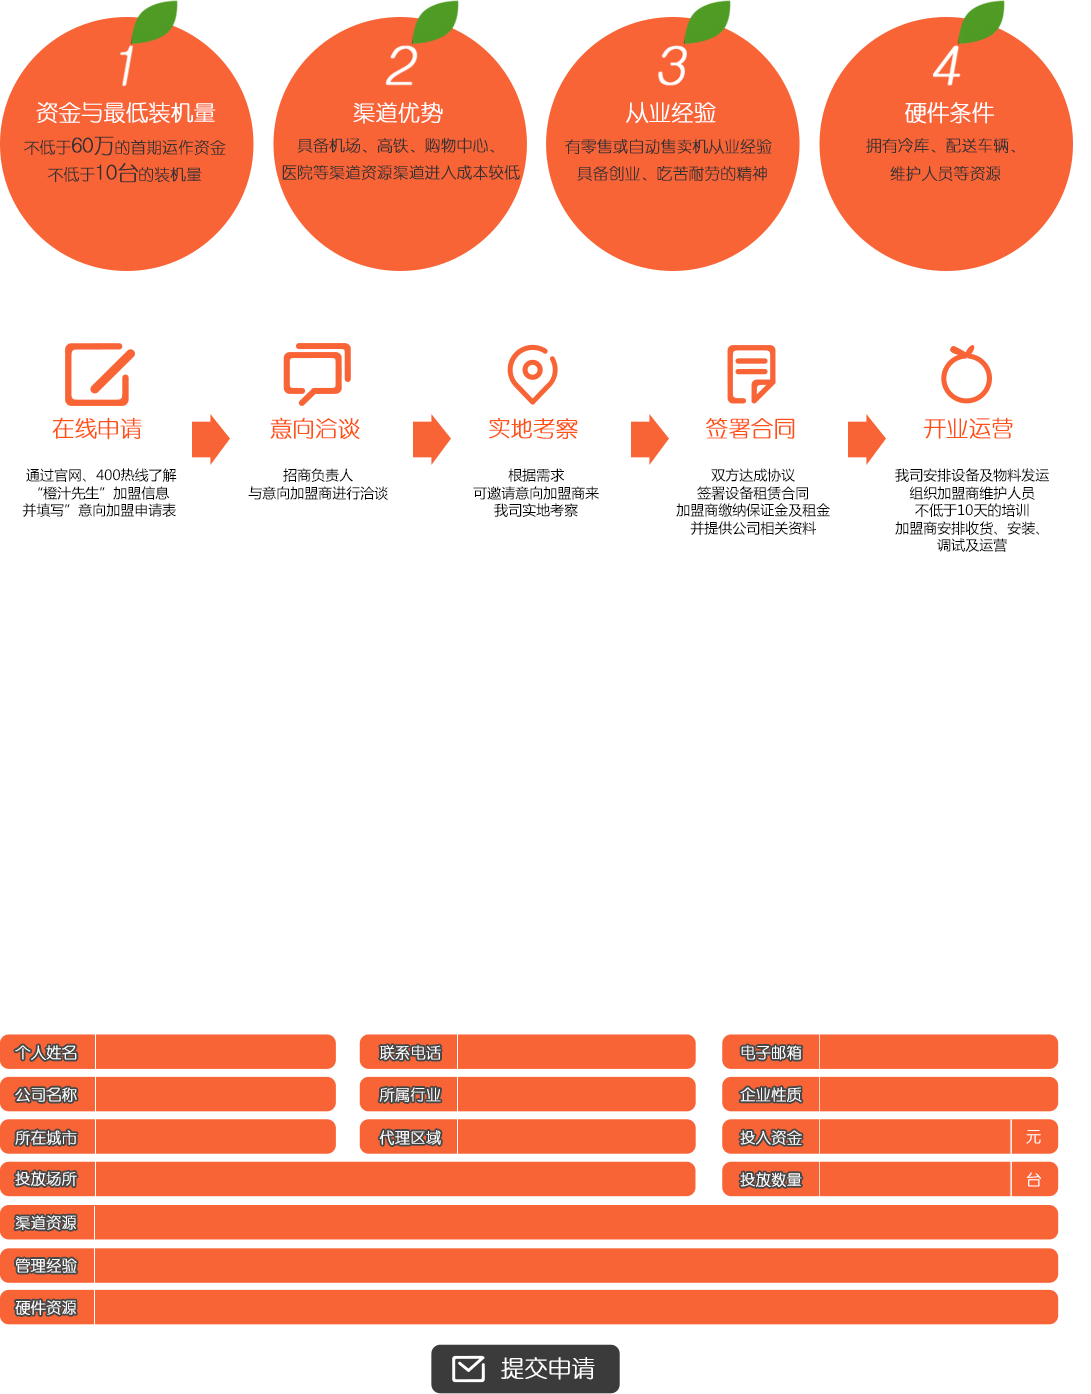 1
资金与最低装机量
不低于60万的首期运作资金
不低于10台的装机量
2
渠道优势
具备机场、高铁、购物中心、
医院等渠道资源渠道进入成本较低
3
从业经验
有零售或自动售卖机从业经验
具备创业、吃苦耐劳的精神
4
硬件条件
拥有冷库、配送车辆、
维护人员等资源
在线申请
通过官网、400热线了解
“橙汁先生”加盟信息
并填写”意向加盟申请表
意向洽谈
招商负责人
与意向加盟商进行洽谈
实地考察
根据需求
可邀请意向加盟商来
我司实地考察
签署合同
双方达成协议
签署设备租赁合同
加盟商缴纳保证金及租金
并提供公司相关资料
开业运营
我司安排设备及物料发运
组织加盟商维护人员
不低于10天的培训
加盟商安排收货、安装、
调试及运营
个人姓名
联系电话
电子邮箱
公司名称
所属行业
企业性质
所在城市
代理区域
投入资金
元
投放场所
投放数量
台
渠道资源
管理经验
硬件资源
提交申请